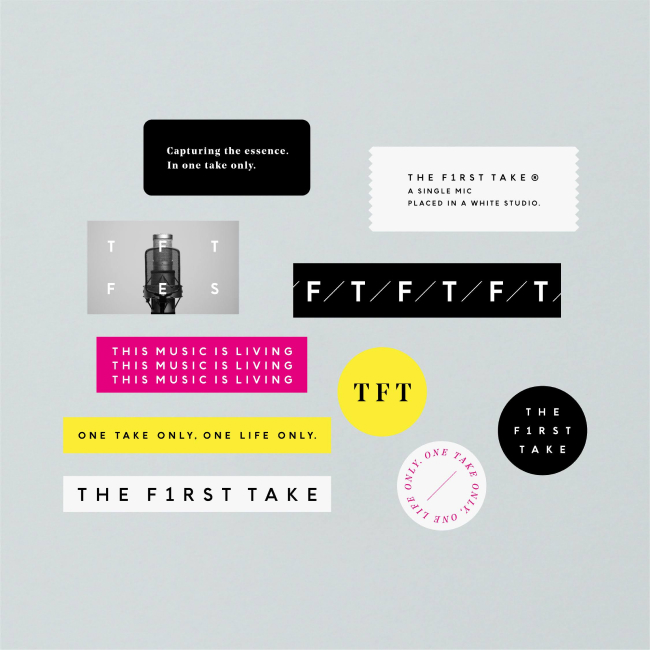 Capturing the essence.
In one take only.
THE F1RST TAKE ®
A SINGLE MIC
PLACED IN A WHITE STUDIO.
T F T
F E S
/F/T/F/T/F/T/
THIS MUSIC IS LIVING
THIS MUSIC IS LIVING
THIS MUSIC IS LIVING
TFT
THE
F1RST
TAKE
ONE TAKE ONLY, ONE LIFE ONLY.
ONE TAKE ONLY, ONE LIFE ONLY.
THE F1RST TAKE